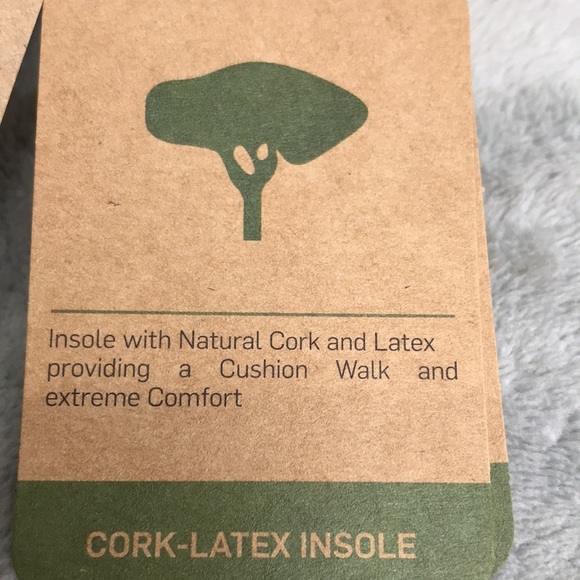 Insole with Natural Cork and Latex
providing a Cushion Walk and
extreme Comfort
CORK-LATEX INSOLE